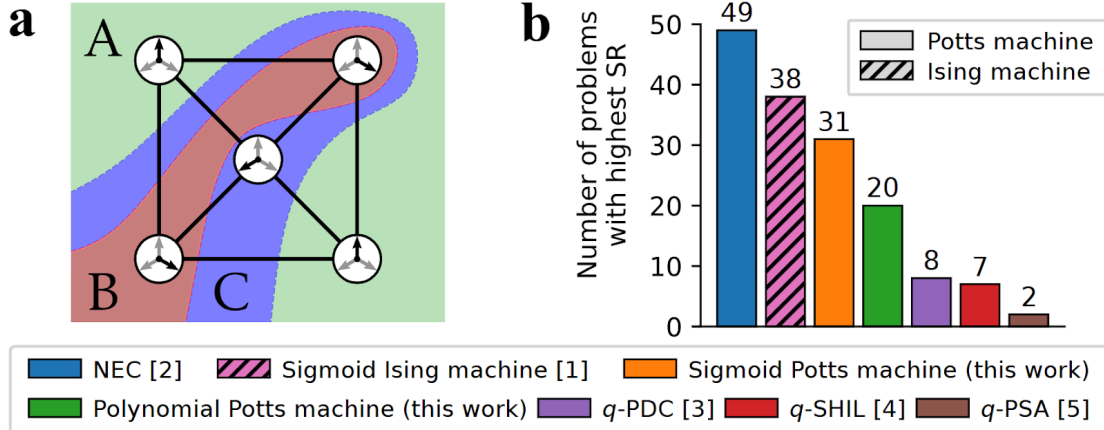 a
A
B
C
b
Number of problems
with highest SR
50
40
30
20
10
0
49
38
31
20
8
7
2
Potts machine
Ising machine
NEC [2]
Sigmoid Ising machine [1]
Sigmoid Potts machine (this work)
Polynomial Potts machine (this work)
q-PDC [3]
q-SHIL [4]
q-PSA [5]